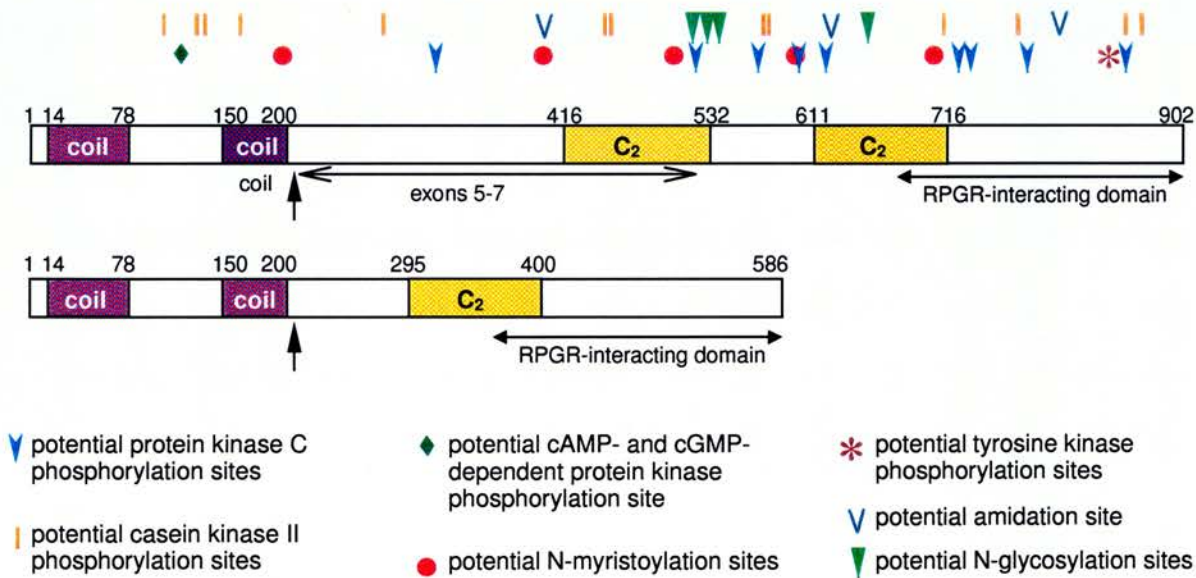 1 14 78 150 200 416 532 611 716 902
coil coil C2 C2
coil
exons 5-7
RPGR-interacting domain
1 14 78 150 200 295 400 586
coil coil C2
RPGR-interacting domain
potential protein kinase C
phosphorylation sites
potential casein kinase II
phosphorylation sites
potential cAMP- and cGMP-
dependent protein kinase
phosphorylation site
potential N-myristoylation sites
potential tyrosine kinase
phosphorylation sites
potential amidation site
potential N-glycosylation sites